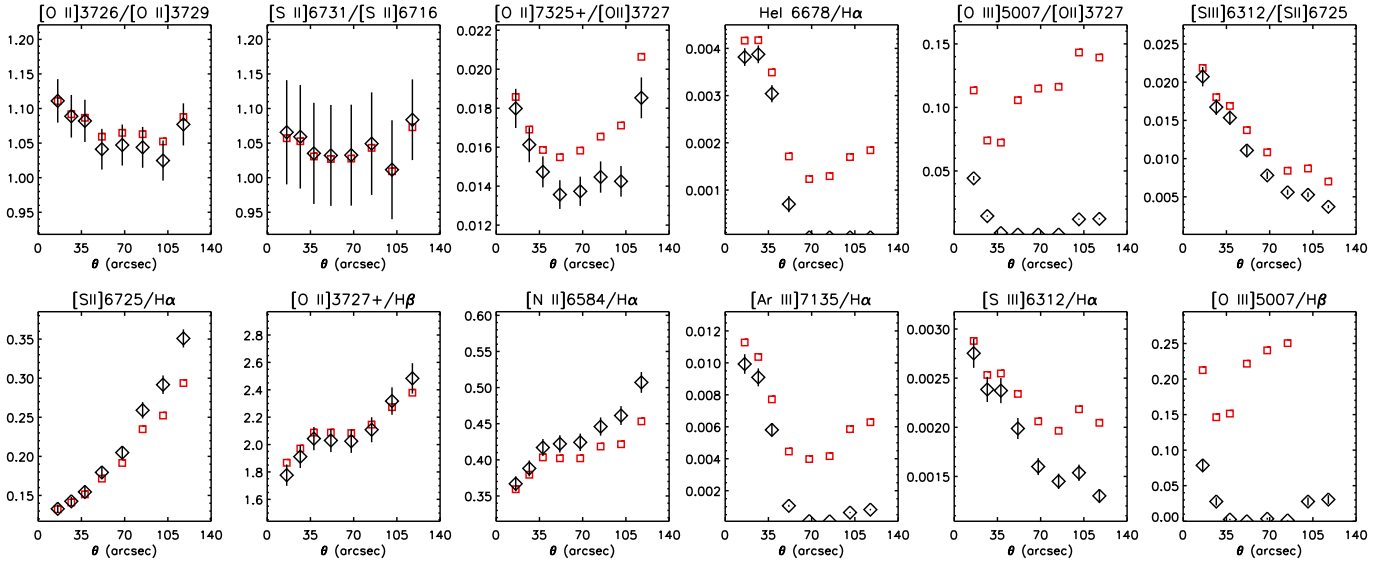 [O II]3726/[O II]3729
1.20
1.15
1.10
1.05
1.00
0.95
0 35 70 105 140
θ (arcsec)
[S II]6731/[S II]6716
1.20
1.15
1.10
1.05
1.00
0.95
0 35 70 105 140
θ (arcsec)
[O II]7325+/[OII]3727
0.022
0.020
0.018
0.016
0.014
0.012
0 35 70 105 140
θ (arcsec)
HeI 6678/Hα
0.004
0.003
0.002
0.001
0 35 70 105 140
θ (arcsec)
[O III]5007/[OII]3727
0.15
0.10
0.05
0 35 70 105 140
θ (arcsec)
[SIII]6312/[SII]6725
0.025
0.020
0.015
0.010
0.005
0 35 70 105 140
θ (arcsec)
[SII]6725/Hα
0.35
0.30
0.25
0.20
0.15
0 35 70 105 140
θ (arcsec)
[O II]3727+/Hβ
2.8
2.6
2.4
2.2
2.0
1.8
1.6
0 35 70 105 140
θ (arcsec)
[N II]6584/Hα
0.60
0.55
0.50
0.45
0.40
0.35
0 35 70 105 140
θ (arcsec)
[Ar III]7135/Hα
0.012
0.010
0.008
0.006
0.004
0.002
0 35 70 105 140
θ (arcsec)
[S III]6312/Hα
0.0030
0.0025
0.0020
0.0015
0 35 70 105 140
θ (arcsec)
[O III]5007/Hβ
0.25
0.20
0.15
0.10
0.05
0.00
0 35 70 105 140
θ (arcsec)